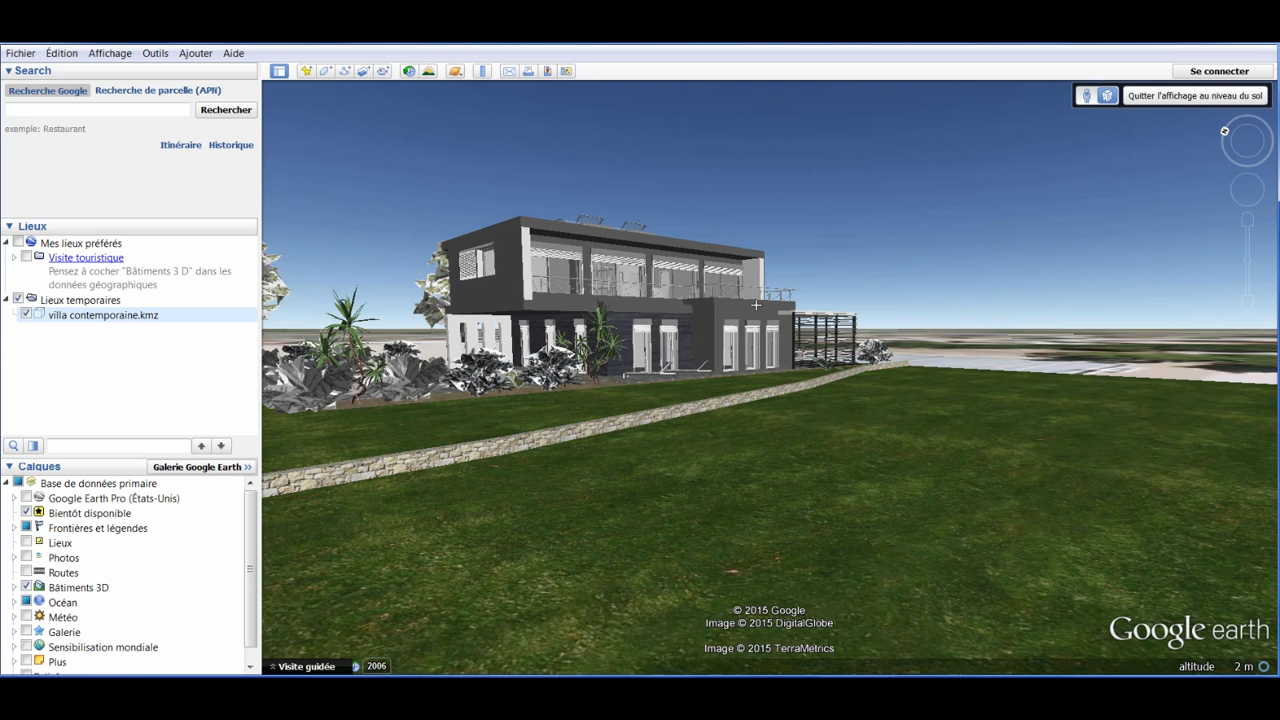 Fichier Édition Affichage Outils Ajouter Aide
Search
Se connecter
Recherche Google Recherche de parcelle (APN)
Quitter l'affichage au niveau du sol
Rechercher
exemple: Restaurant
Itinéraire Historique
N
Lieux
Mes lieux préférés
Visite touristique
Pensez à cocher "Bâtiments 3 D" dans les
données géographiques
Lieux temporaires
villa contemporaine.kmz
Calques
Galerie Google Earth >>
Base de données primaire
Google Earth Pro (États-Unis)
Bientôt disponible
Frontières et légendes
Lieux
Photos
Routes
Bâtiments 3D
Océan
Météo
Galerie
Sensibilisation mondiale
Plus
© 2015 Google
Image © 2015 DigitalGlobe
Image © 2015 TerraMetrics
Google earth
Visite guidée
2006
altitude 2 m